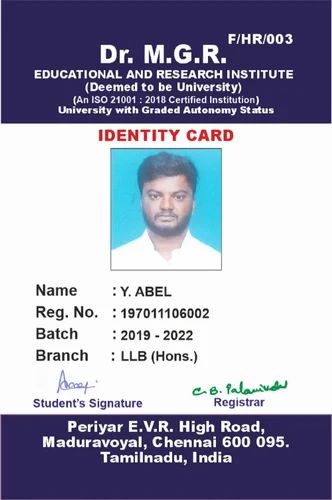 F/HR/003
Dr. M.G.R.
EDUCATIONAL AND RESEARCH INSTITUTE
(Deemed to be University)
(An ISO 21001 : 2018 Certified Institution)
University with Graded Autonomy Status
IDENTITY CARD
Name : Y. ABEL
Reg. No. : 197011106002
Batch : 2019 - 2022
Branch : LLB (Hons.)
Student's Signature Registrar
Periyar E.V.R. High Road,
Maduravoyal, Chennai 600 095.
Tamilnadu, India